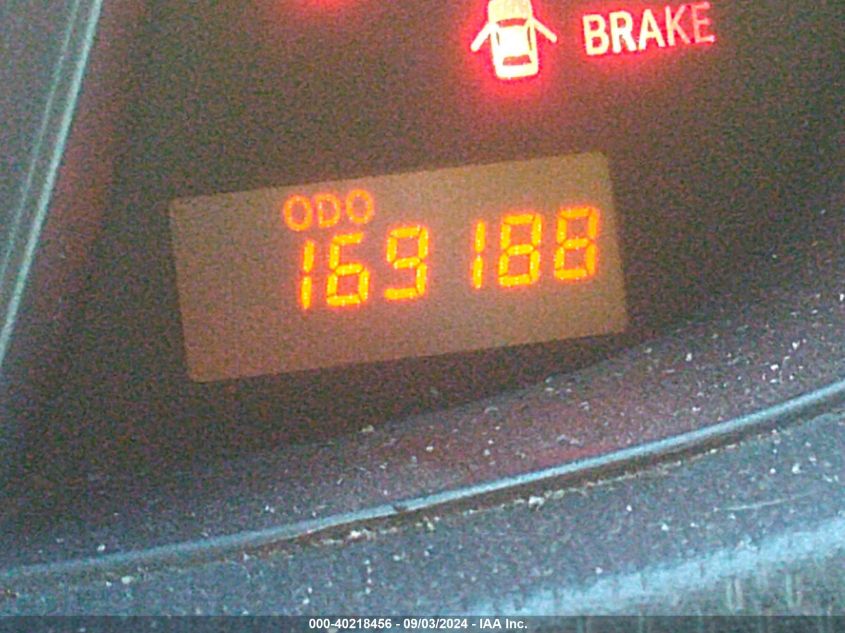 BRAKE
ODO
169188
000-40218456 - 09/03/2024 - IAA Inc.